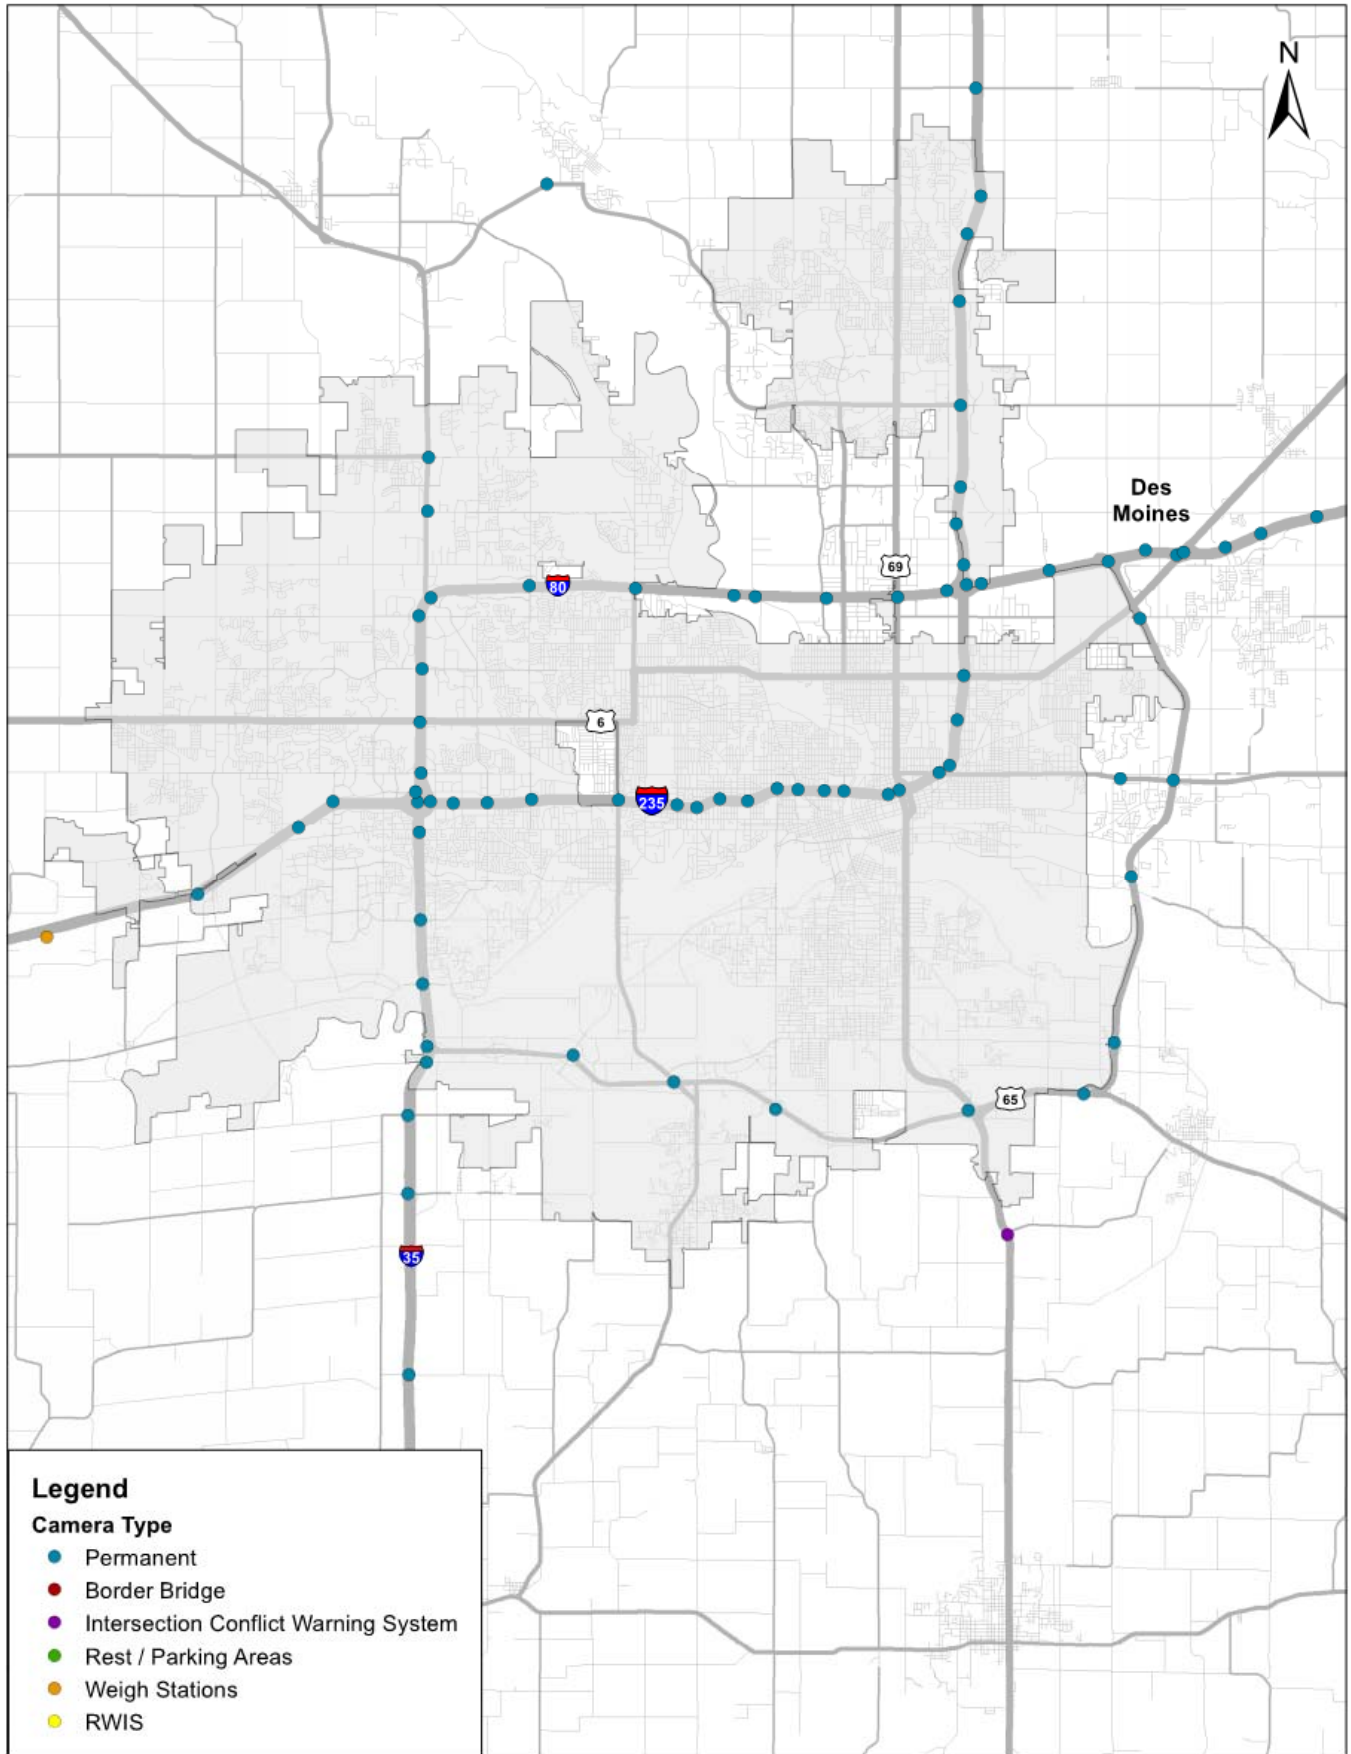 N
Des
Moines
69
80
6
235
65
35
Legend
Camera Type
Permanent
Border Bridge
Intersection Conflict Warning System
Rest / Parking Areas
Weigh Stations
RWIS